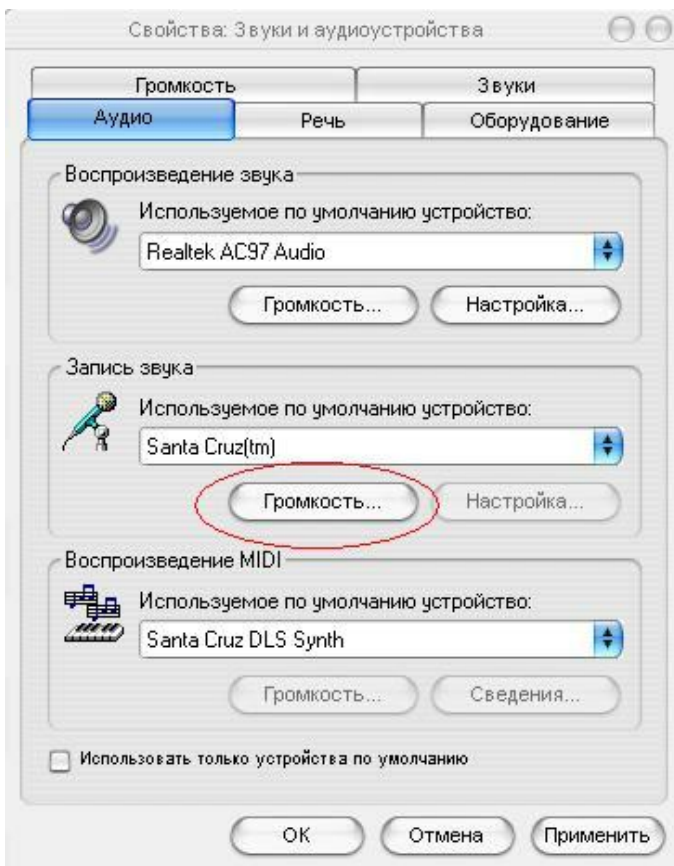 Свойства: Звуки и аудиоустройства
Громкость
Звуки
Аудио
Речь
Оборудование
Воспроизведение звука
Используемое по умолчанию устройство:
Realtek AC97 Audio
Громкость...
Настройка...
Запись звука
Используемое по умолчанию устройство:
Santa Cruz(tm)
Громкость...
Настройка...
Воспроизведение MIDI
Используемое по умолчанию устройство:
Santa Cruz DLS Synth
Громкость...
Сведения...
Использовать только устройства по умолчанию
ОК
Отмена
Применить